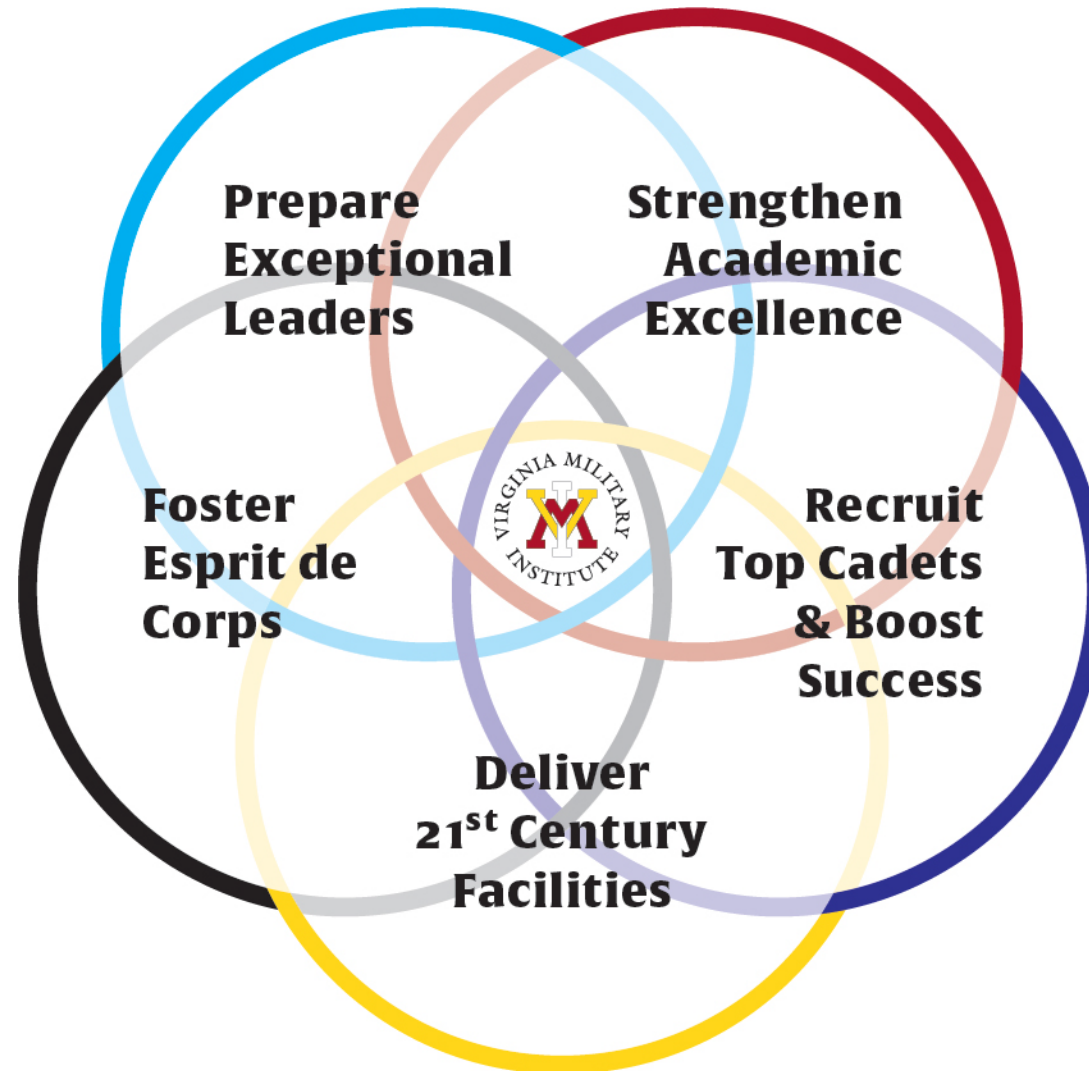 Prepare
Exceptional
Leaders
Strengthen
Academic
Excellence
Foster
Esprit de
Corps
VIRGINIA MILITARY
INSTITUTE
VMI
Recruit
Top Cadets
& Boost
Success
Deliver
21st Century
Facilities